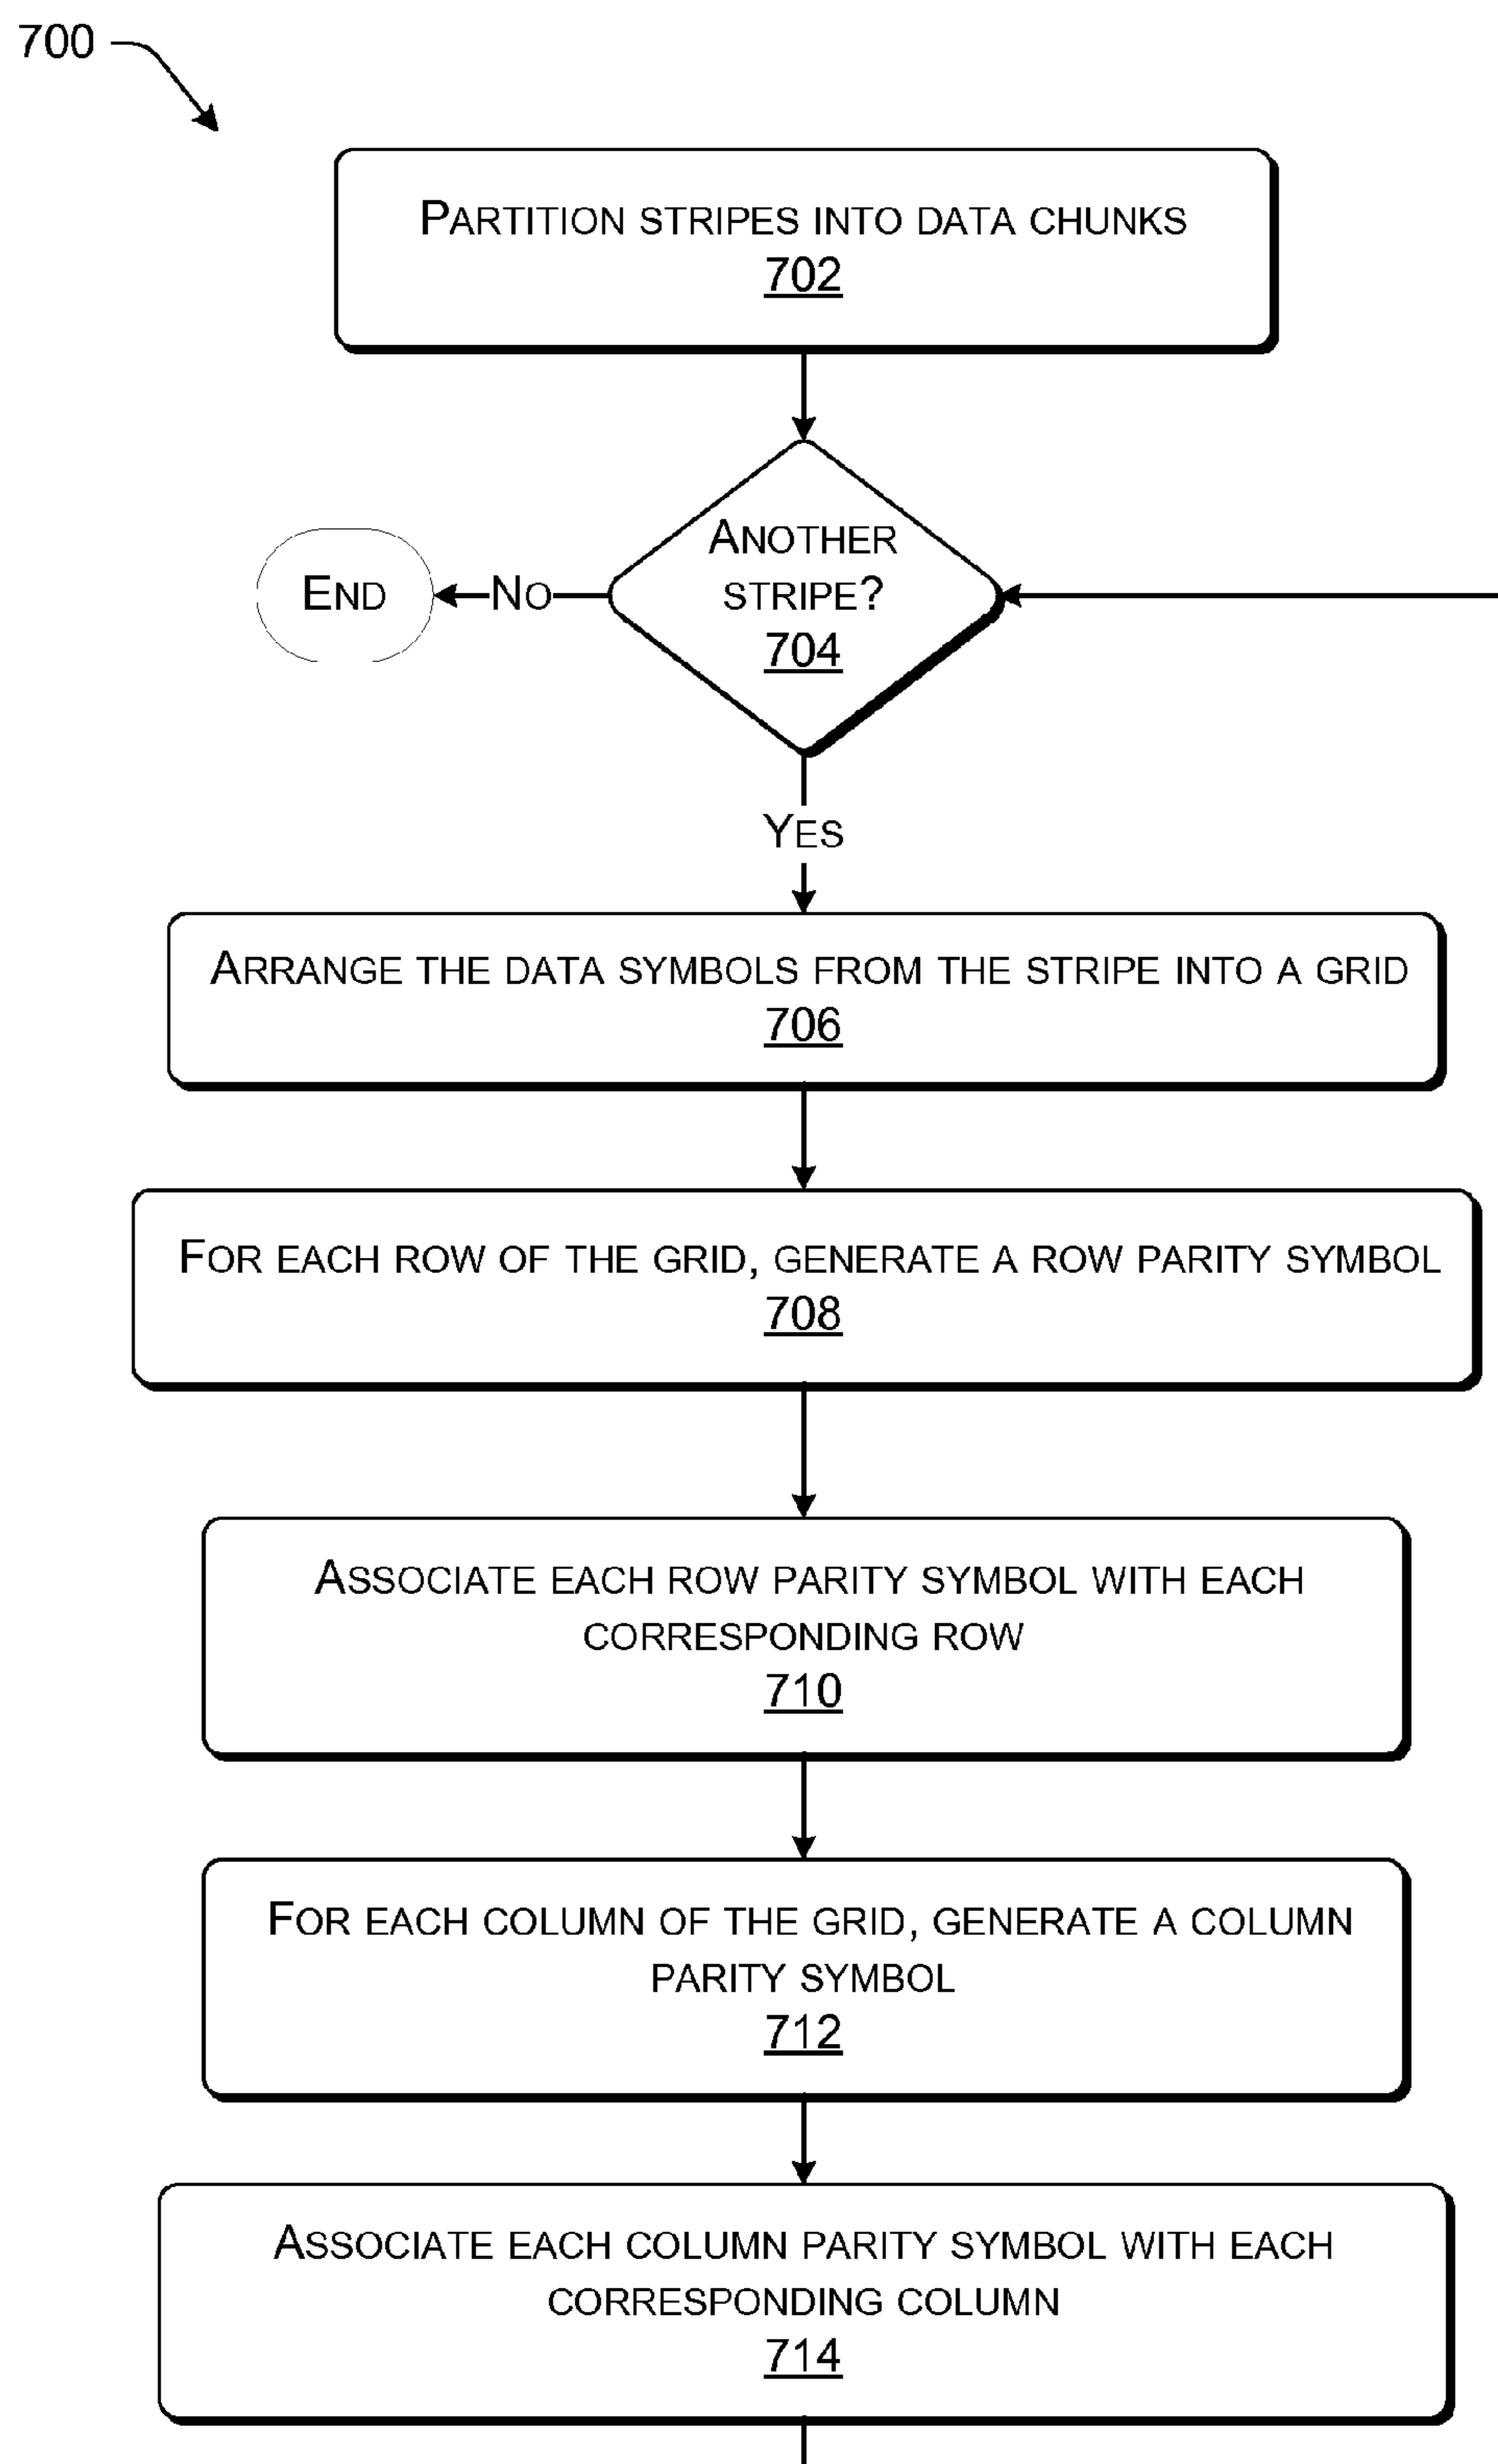 700
PARTITION STRIPES INTO DATA CHUNKS
702
ANOTHER
STRIPE?
704
END
NO
YES
ARRANGE THE DATA SYMBOLS FROM THE STRIPE INTO A GRID
706
FOR EACH ROW OF THE GRID, GENERATE A ROW PARITY SYMBOL
708
ASSOCIATE EACH ROW PARITY SYMBOL WITH EACH
CORRESPONDING ROW
710
FOR EACH COLUMN OF THE GRID, GENERATE A COLUMN
PARITY SYMBOL
712
ASSOCIATE EACH COLUMN PARITY SYMBOL WITH EACH
CORRESPONDING COLUMN
714